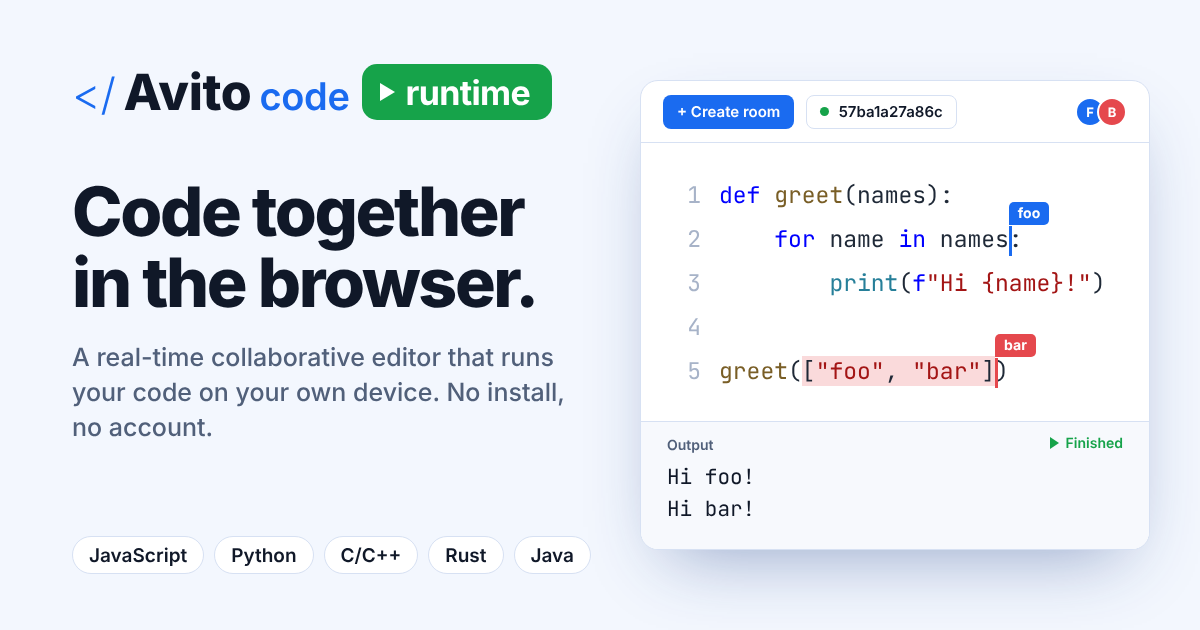 </ Avito code runtime
Code together
in the browser.
A real-time collaborative editor that runs
your code on your own device. No install,
no account.
JavaScript Python C/C++ Rust Java
+ Create room 57ba1a27a86c F B
1 def greet(names):
foo
2     for name in names:
3         print(f"Hi {name}!")
4
bar
5 greet(["foo", "bar"])
Output Finished
Hi foo!
Hi bar!